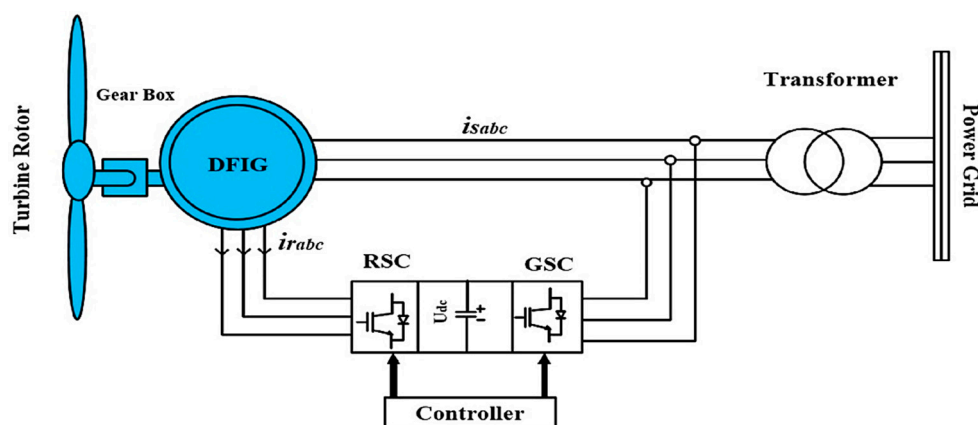 Turbine Rotor
Gear Box
DFIG
isabc
irabc
Transformer
Power Grid
RSC
GSC
Udc
+
-
Controller